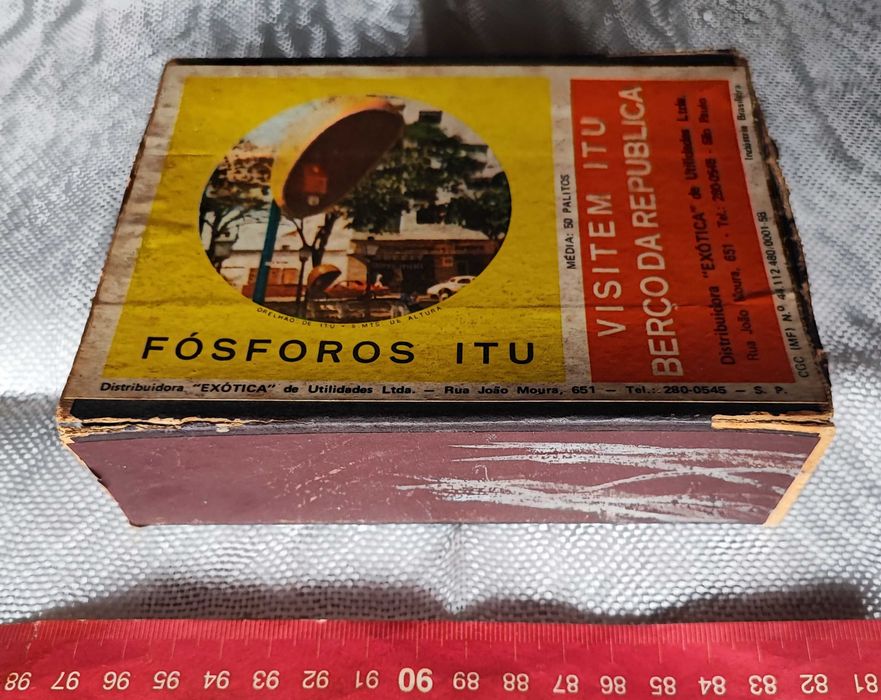 ORELHÃO DE ITU - 5 MTS. DE ALTURA
FÓSFOROS ITU
Distribuidora "EXÓTICA" de Utilidades Ltda. — Rua João Moura, 651 — Tel.: 280-0545 — S. P.
MÉDIA: 50 PALITOS
VISITEM ITU
BERÇO DA REPUBLICA
Distribuidora "EXÓTICA" de Utilidades Ltda.
Rua João Moura, 651 - Tel.: 280-0545 - São Paulo
CGC (MF) N.º 44.112.480/0001-58 Indústria Brasileira
98 97 96 95 94 93 92 91 90 89 88 87 86 85 84 83 82 81